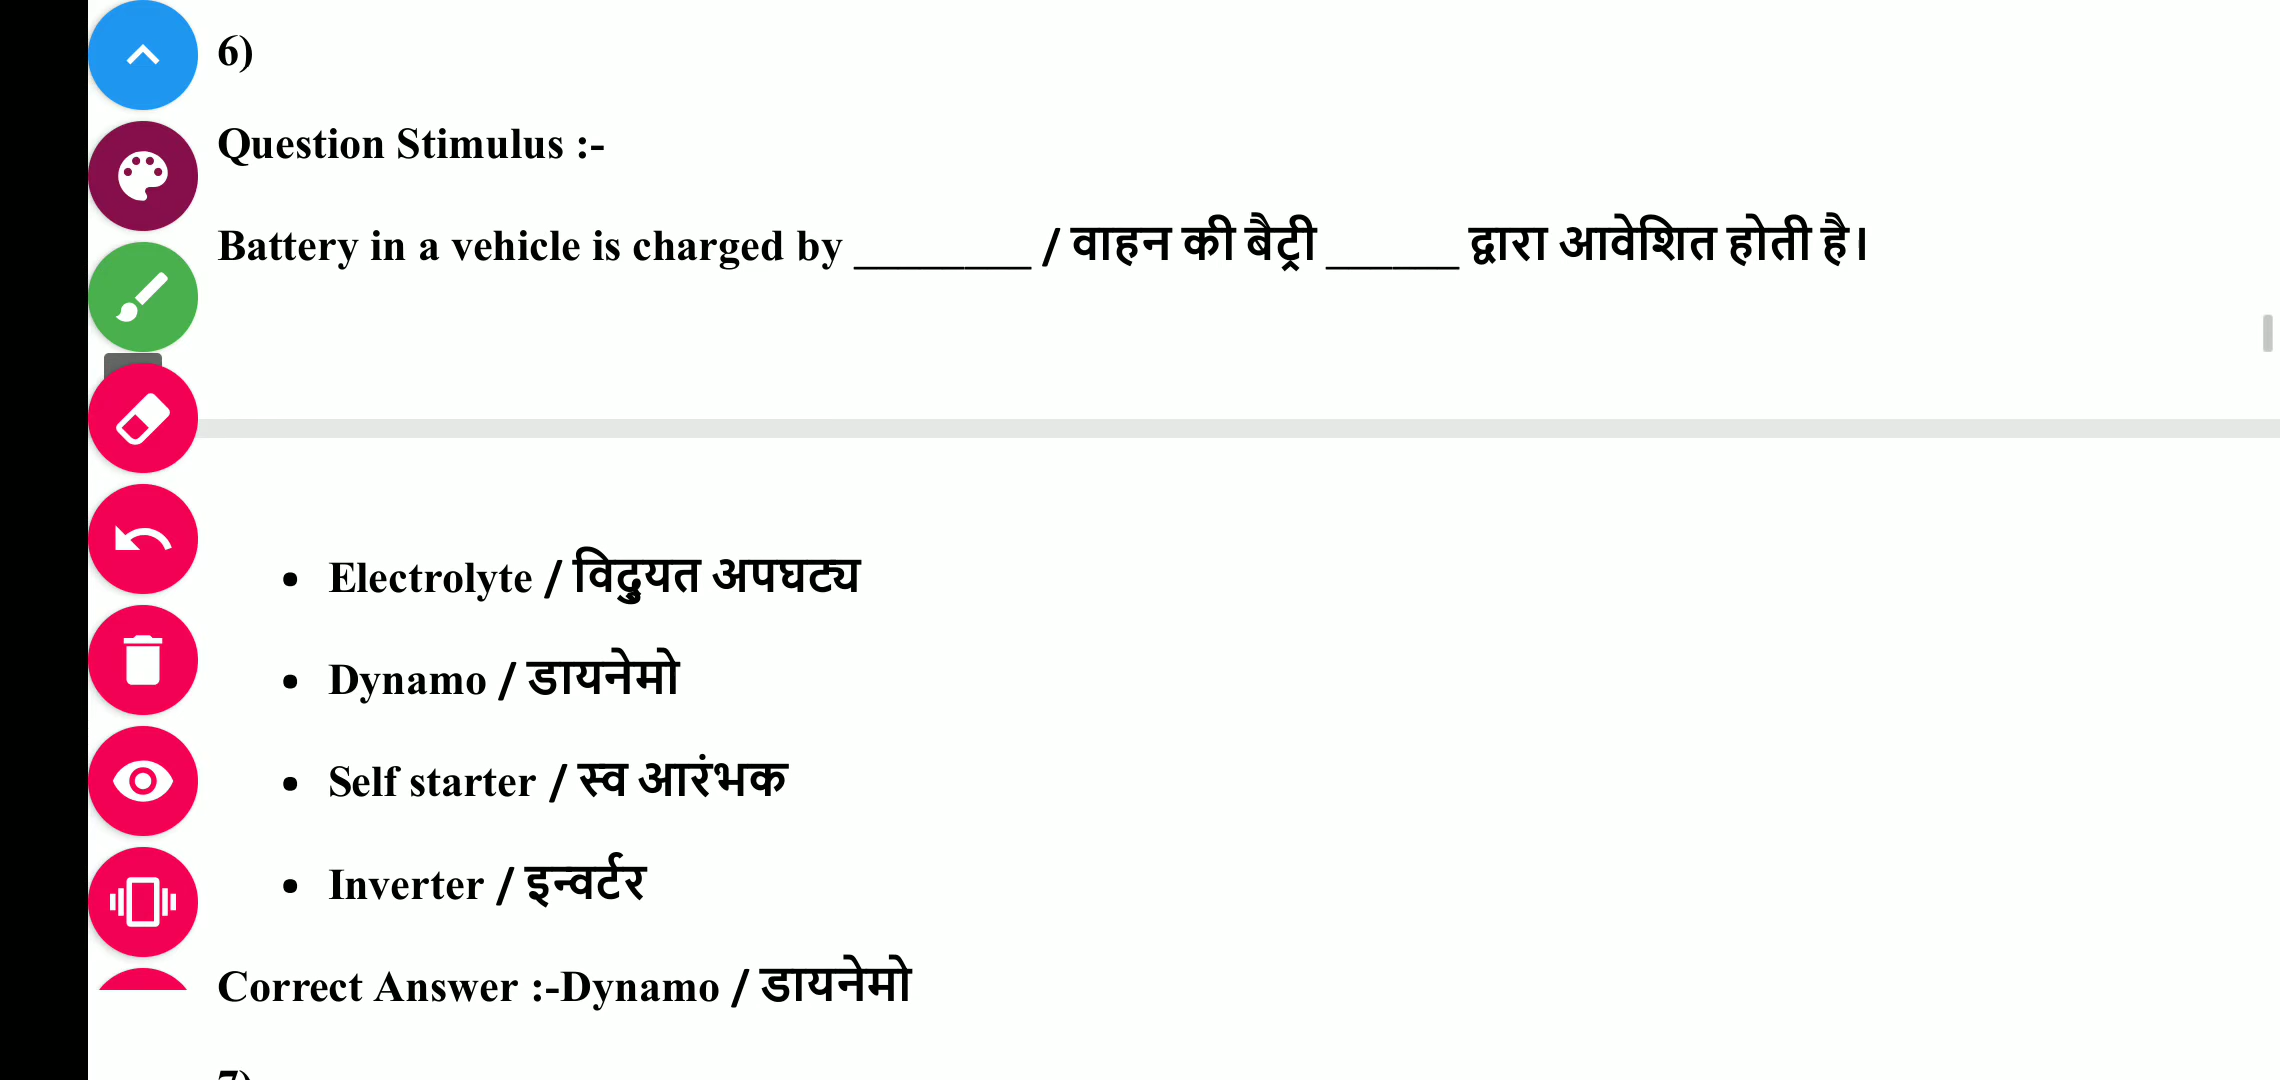 6)
Question Stimulus :-
Battery in a vehicle is charged by ________ / वाहन की बैट्री ______ द्वारा आवेशित होती है।
• Electrolyte / विद्युयत अपघट्य
• Dynamo / डायनेमो
• Self starter / स्व आरंभक
• Inverter / इन्वर्टर
Correct Answer :-Dynamo / डायनेमो
7)